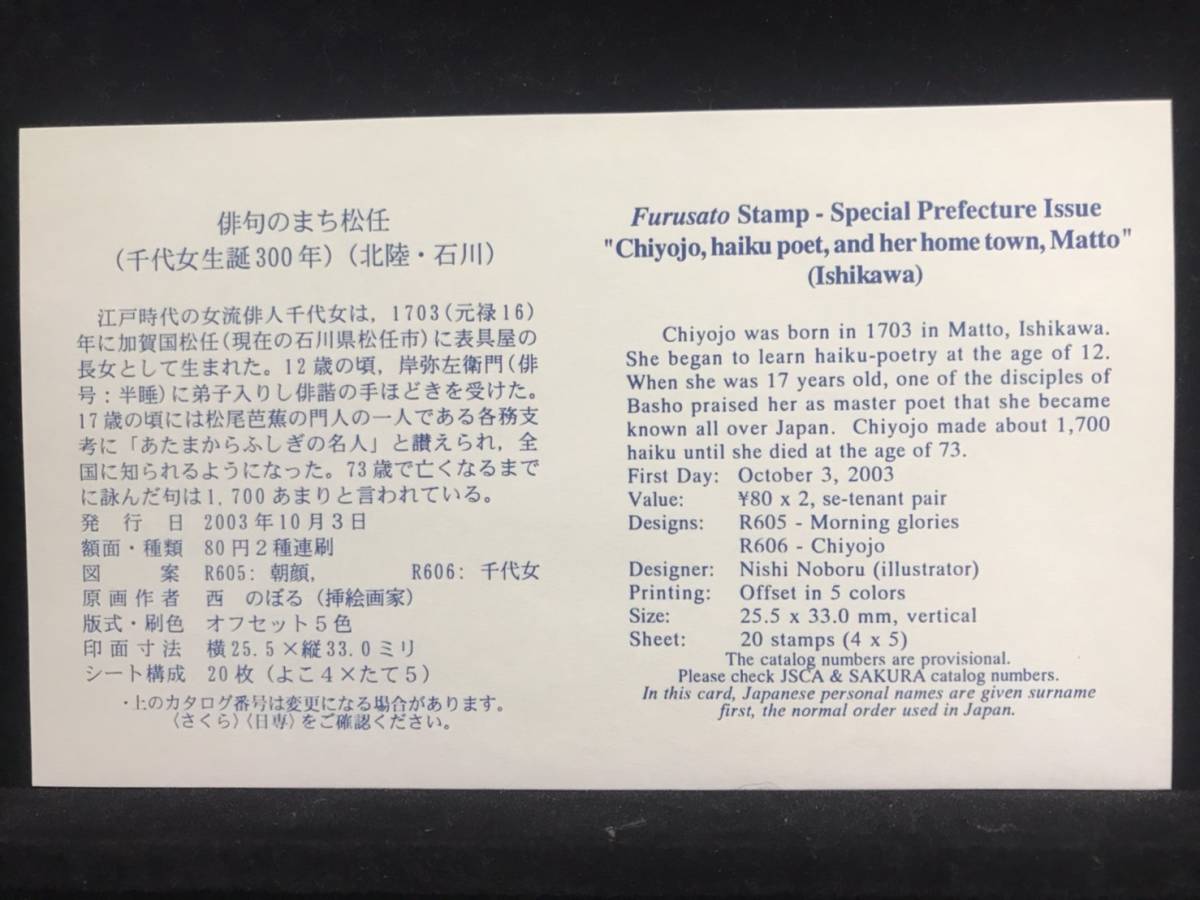 俳句のまち松任
(千代女生誕300年)(北陸・石川)
江戸時代の女流俳人千代女は，1703(元禄16)
年に加賀国松任(現在の石川県松任市)に表具屋の
長女として生まれた。12歳の頃，岸弥左衛門(俳
号：半睡)に弟子入りし俳諧の手ほどきを受けた。
17歳の頃には松尾芭蕉の門人の一人である各務支
考に「あたまからふしぎの名人」と讃えられ，全
国に知られるようになった。73歳で亡くなるまで
に詠んだ句は1,700あまりと言われている。
発行日 2003年10月3日
額面・種類 80円2種連刷
図案 R605：朝顔， R606：千代女
原画作者 西 のぼる(挿絵画家)
版式・刷色 オフセット5色
印面寸法 横25.5×縦33.0ミリ
シート構成 20枚(よこ4×たて5)
・上のカタログ番号は変更になる場合があります。
〈さくら〉〈日専〉をご確認ください。
Furusato Stamp - Special Prefecture Issue
"Chiyojo, haiku poet, and her home town, Matto"
(Ishikawa)
Chiyojo was born in 1703 in Matto, Ishikawa.
She began to learn haiku-poetry at the age of 12.
When she was 17 years old, one of the disciples of
Basho praised her as master poet that she became
known all over Japan. Chiyojo made about 1,700
haiku until she died at the age of 73.
First Day: October 3, 2003
Value: ¥80 x 2, se-tenant pair
Designs: R605 - Morning glories
R606 - Chiyojo
Designer: Nishi Noboru (illustrator)
Printing: Offset in 5 colors
Size: 25.5 x 33.0 mm, vertical
Sheet: 20 stamps (4 x 5)
The catalog numbers are provisional.
Please check JSCA & SAKURA catalog numbers.
In this card, Japanese personal names are given surname
first, the normal order used in Japan.